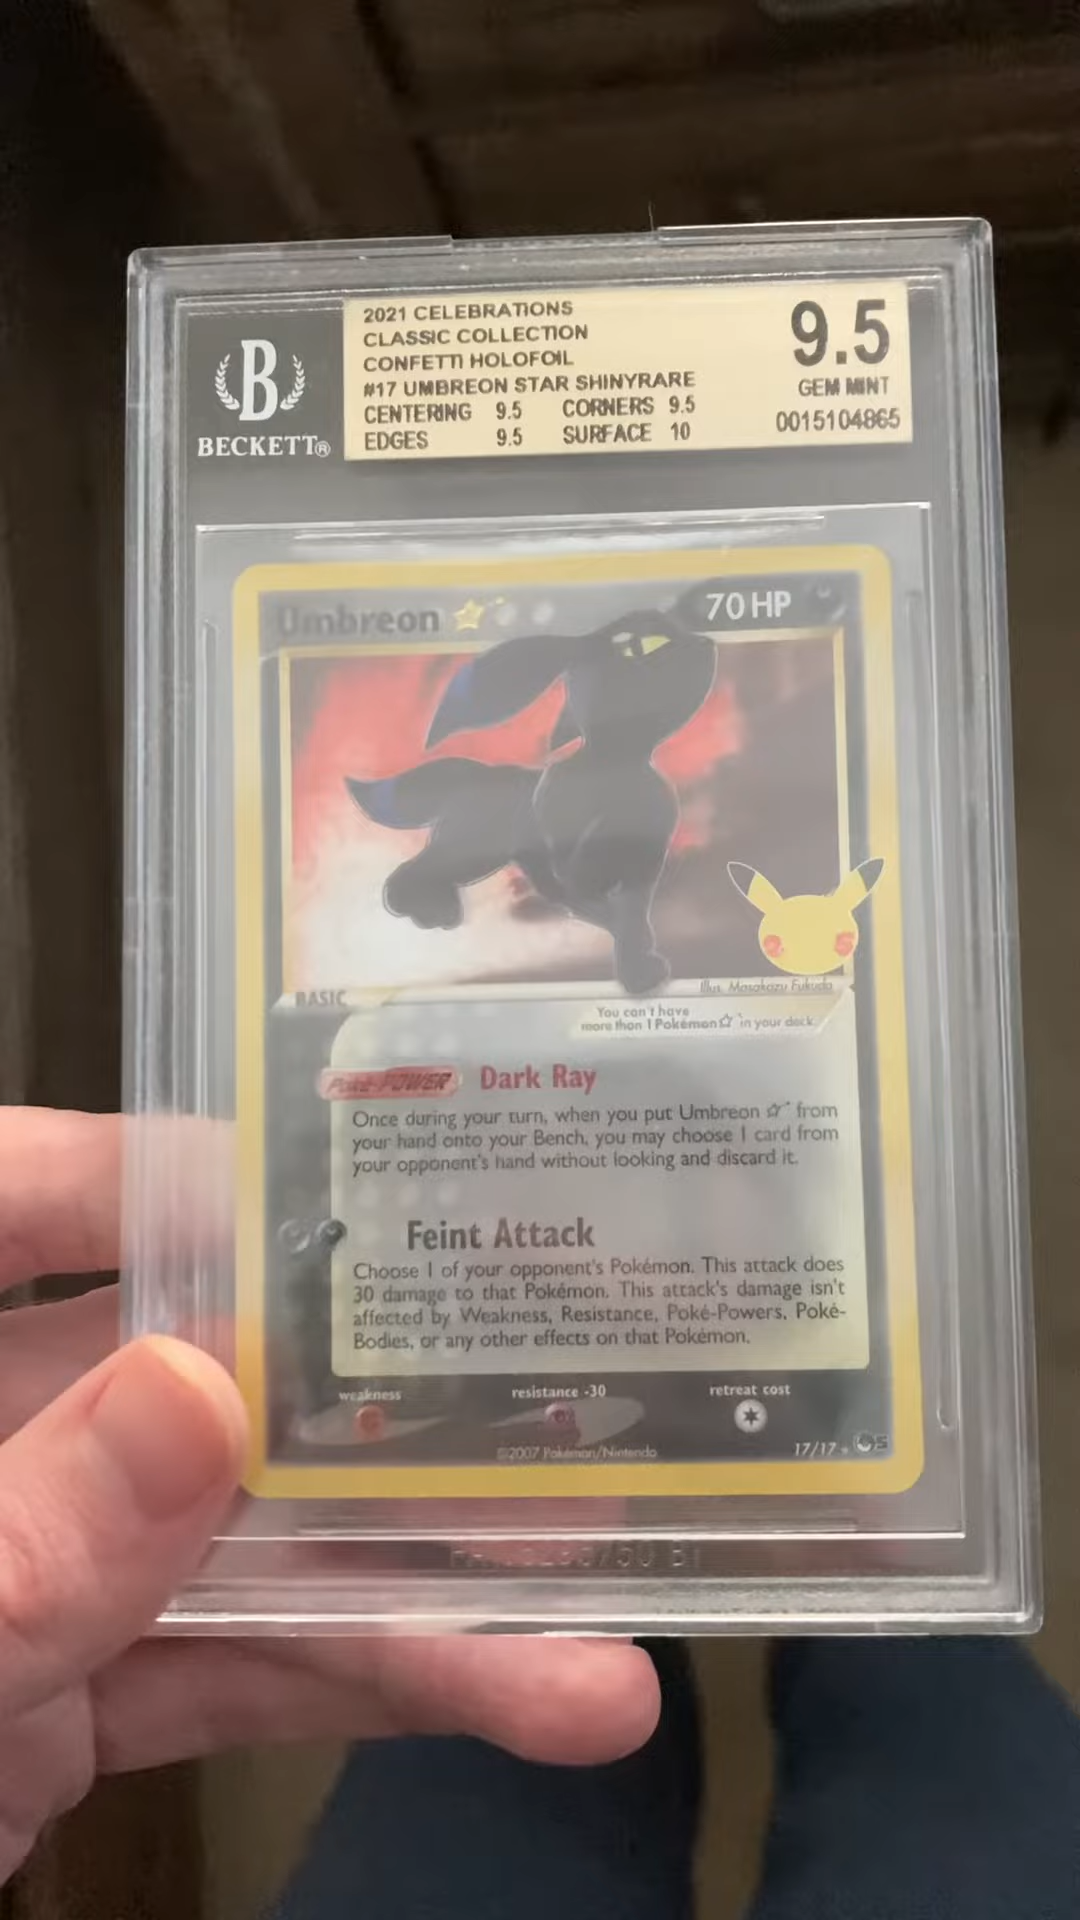 2021 CELEBRATIONS
CLASSIC COLLECTION
CONFETTI HOLOFOIL
#17 UMBREON STAR SHINYRARE
CENTERING 9.5 CORNERS 9.5
EDGES 9.5 SURFACE 10
9.5
GEM MINT
0015104865
B
BECKETT®
Umbreon
70 HP
25
Illus. Masakazu Fukuda
BASIC
You can't have
more than 1 Pokémon☆ in your deck.
Poké-POWER Dark Ray
Once during your turn, when you put Umbreon ☆ from
your hand onto your Bench, you may choose 1 card from
your opponent's hand without looking and discard it.
Feint Attack
Choose 1 of your opponent's Pokémon. This attack does
30 damage to that Pokémon. This attack's damage isn't
affected by Weakness, Resistance, Poké-Powers, Poké-
Bodies, or any other effects on that Pokémon.
weakness resistance -30 retreat cost
©2007 Pokémon/Nintendo 17/17